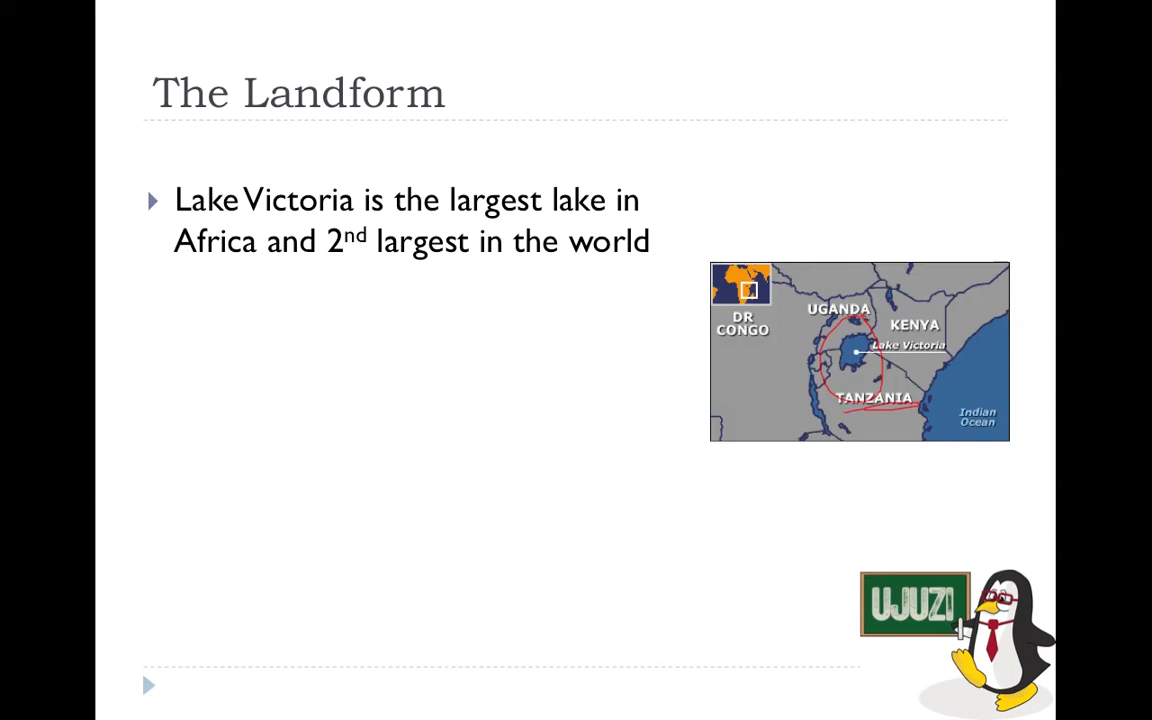 The Landform
Lake Victoria is the largest lake in
Africa and 2nd largest in the world
DR
CONGO
UGANDA
KENYA
Lake Victoria
TANZANIA
Indian
Ocean
UJUZI